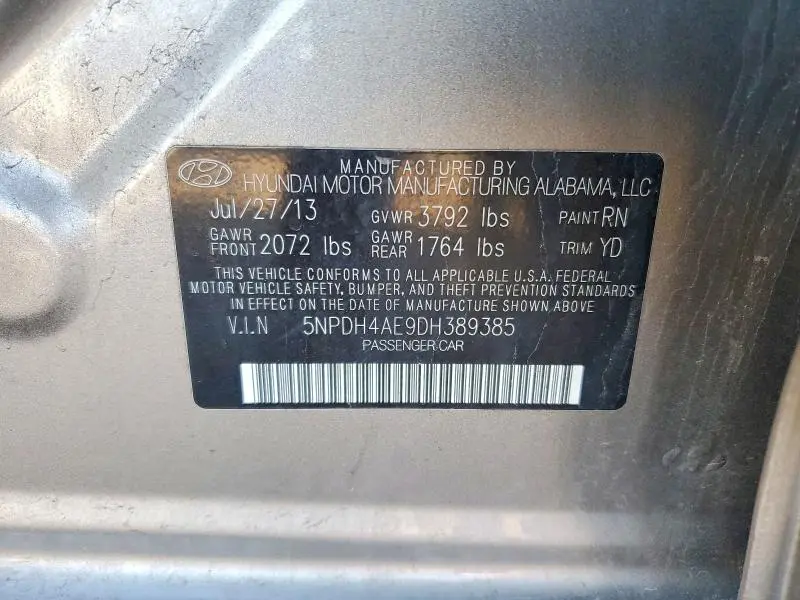 MANUFACTURED BY
HYUNDAI MOTOR MANUFACTURING ALABAMA, LLC
Jul/27/13 GVWR 3792 lbs PAINT RN
GAWR FRONT 2072 lbs GAWR REAR 1764 lbs TRIM YD
THIS VEHICLE CONFORMS TO ALL APPLICABLE U.S.A. FEDERAL
MOTOR VEHICLE SAFETY, BUMPER, AND THEFT PREVENTION STANDARDS
IN EFFECT ON THE DATE OF MANUFACTURE SHOWN ABOVE
V.I.N 5NPDH4AE9DH389385
PASSENGER CAR